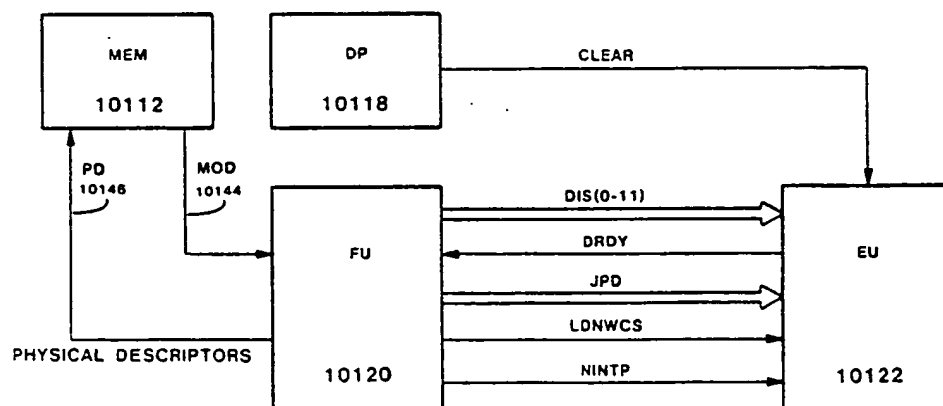 MEM
10112
DP
10118
CLEAR
PD
10146
MOD
10144
DIS(0-11)
FU
DRDY
EU
JPD
LDNWCS
PHYSICAL DESCRIPTORS
10120
NINTP
10122